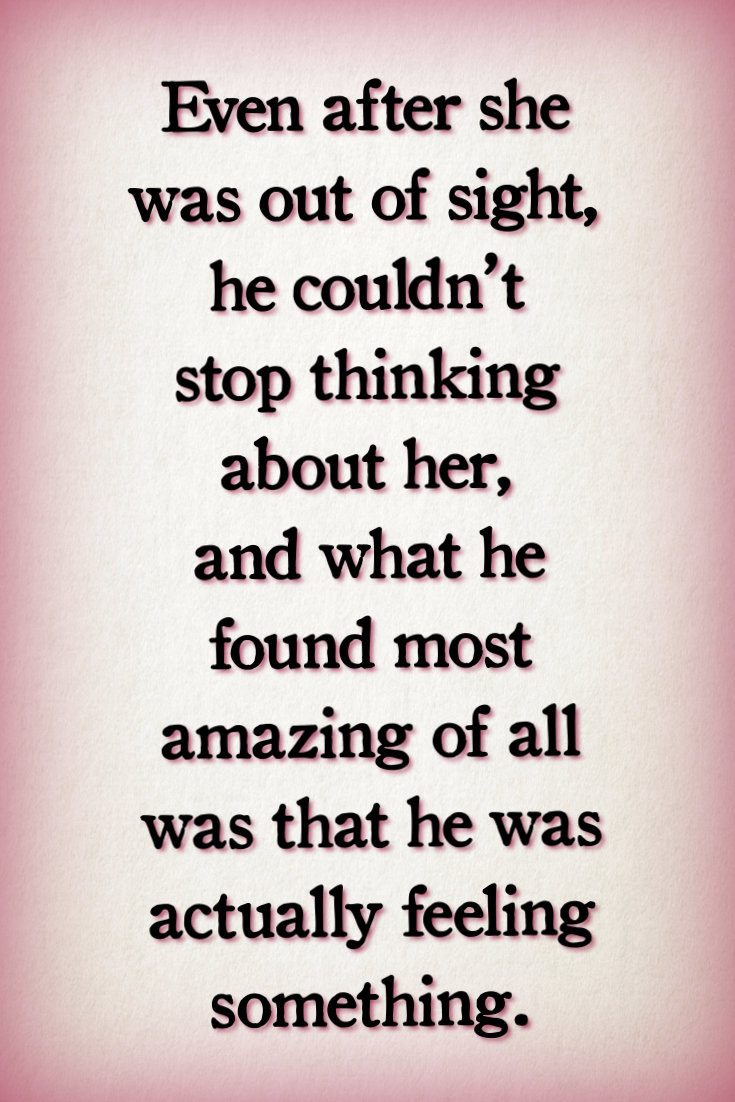 Even after she
was out of sight,
he couldn’t
stop thinking
about her,
and what he
found most
amazing of all
was that he was
actually feeling
something.